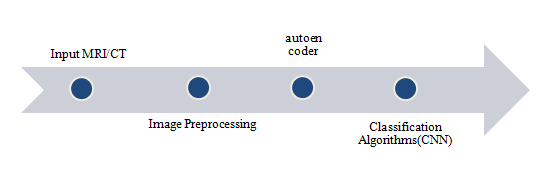 Input MRI/CT
Image Preprocessing
autoen
coder
Classification
Algorithms(CNN)